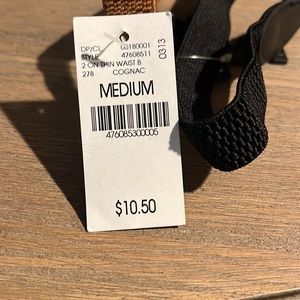 DP/CL 03180001
STYLE 47608511
2 ON THIN WAIST B
278 COGNAC
0313
MEDIUM
476085300005
$10.50